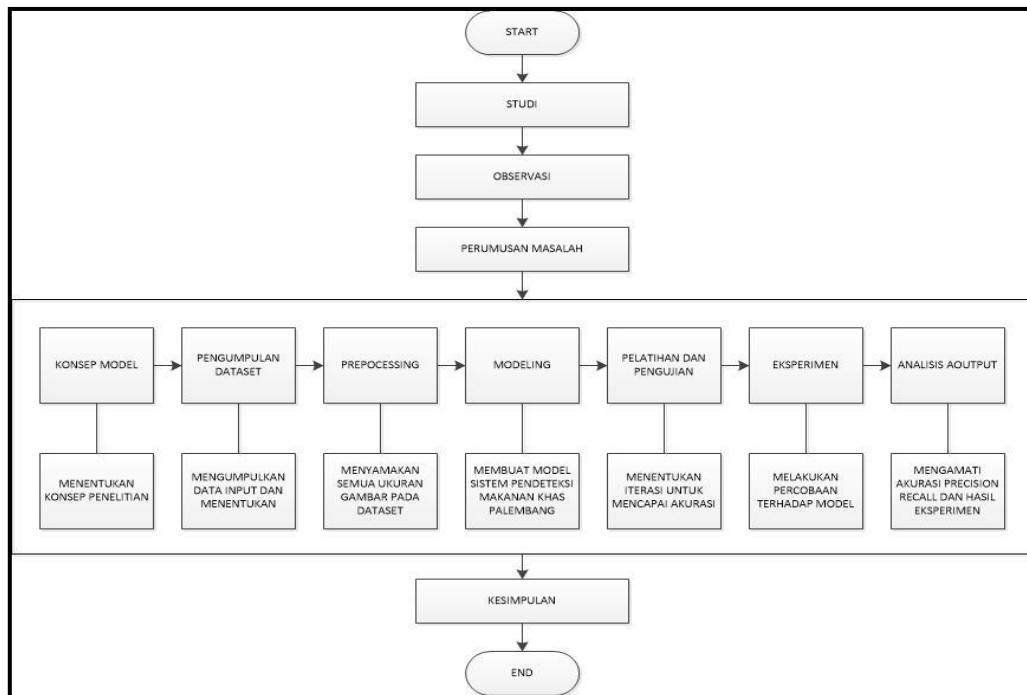 START
STUDI
OBSERVASI
PERUMUSAN MASALAH
KONSEP MODEL
PENGUMPULAN
DATASET
PREPOCESSING
MODELING
PELATIHAN DAN
PENGUJIAN
EKSPERIMEN
ANALISIS AOUTPUT
MENENTUKAN
KONSEP PENELITIAN
MENGUMPULKAN
DATA INPUT DAN
MENENTUKAN
MENYAMAKAN
SEMUA UKURAN
GAMBAR PADA
DATASET
MEMBUAT MODEL
SISTEM PENDETEKSI
MAKANAN KHAS
PALEMBANG
MENENTUKAN
ITERASI UNTUK
MENCAPAI AKURASI
MELAKUKAN
PERCOBAAN
TERHADAP MODEL
MENGAMATI
AKURASI PRECISION
RECALL DAN HASIL
EKSPERIMEN
KESIMPULAN
END